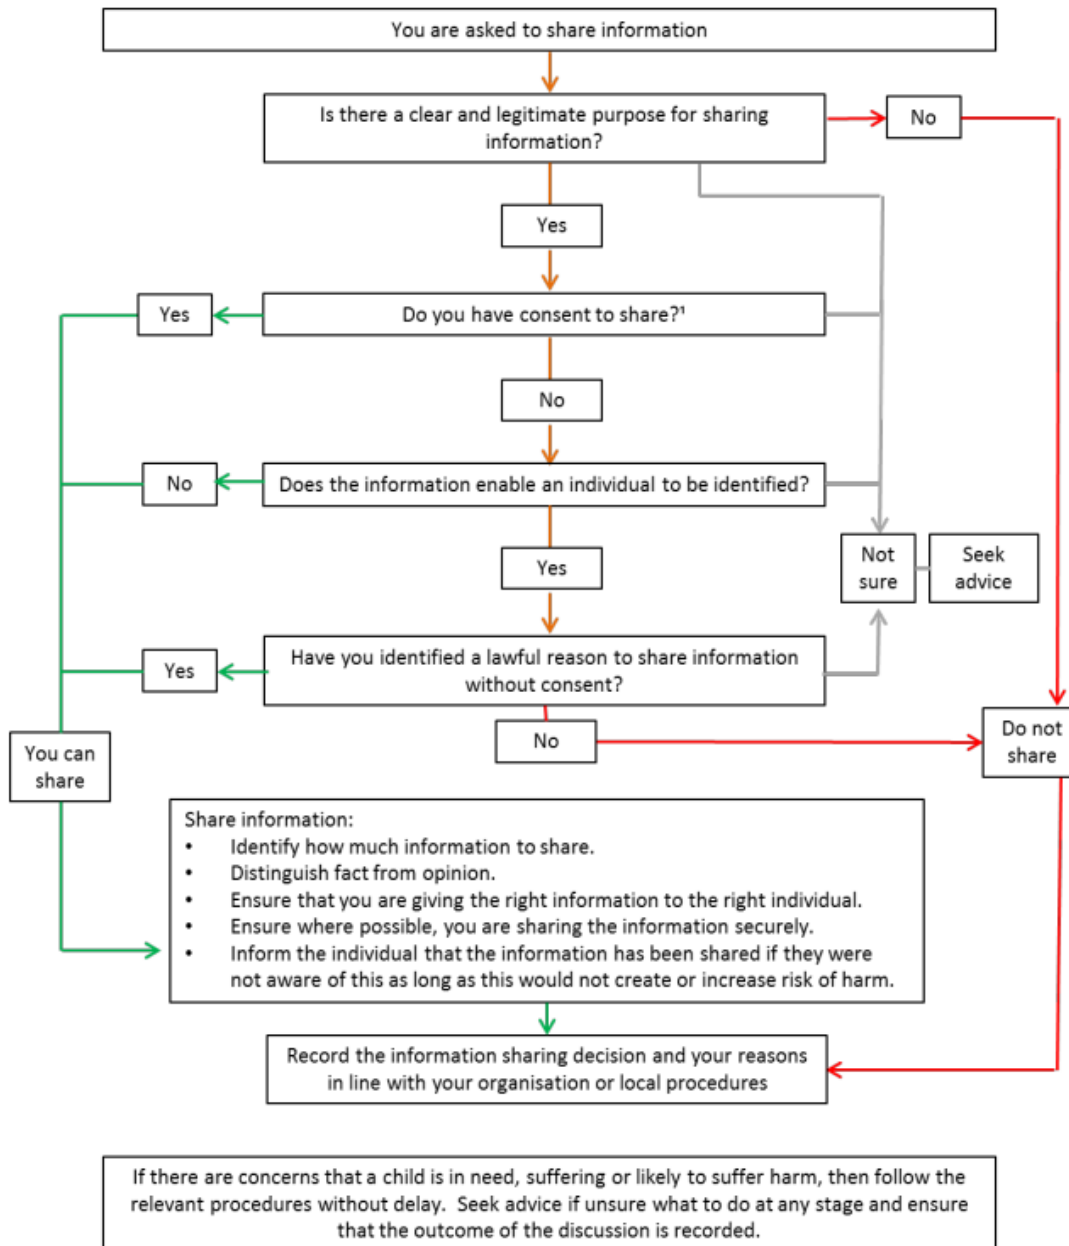 You are asked to share information
Is there a clear and legitimate purpose for sharing
information?
No
Yes
Yes
Do you have consent to share?¹
No
No
Does the information enable an individual to be identified?
Yes
Not
sure
Seek
advice
Yes
Have you identified a lawful reason to share information
without consent?
No
Do not
share
You can
share
Share information:
• Identify how much information to share.
• Distinguish fact from opinion.
• Ensure that you are giving the right information to the right individual.
• Ensure where possible, you are sharing the information securely.
• Inform the individual that the information has been shared if they were
not aware of this as long as this would not create or increase risk of harm.
Record the information sharing decision and your reasons
in line with your organisation or local procedures
If there are concerns that a child is in need, suffering or likely to suffer harm, then follow the
relevant procedures without delay.  Seek advice if unsure what to do at any stage and ensure
that the outcome of the discussion is recorded.